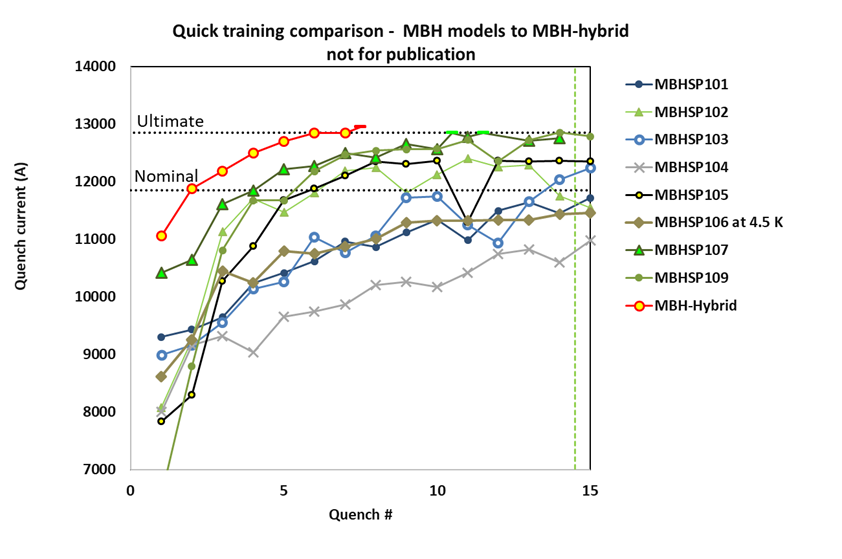 Quick training comparison - MBH models to MBH-hybrid
not for publication
14000
13000
12000
11000
10000
9000
8000
7000
Quench current (A)
Ultimate
Nominal
0
5
10
15
Quench #
MBHSP101
MBHSP102
MBHSP103
MBHSP104
MBHSP105
MBHSP106 at 4.5 K
MBHSP107
MBHSP109
MBH-Hybrid